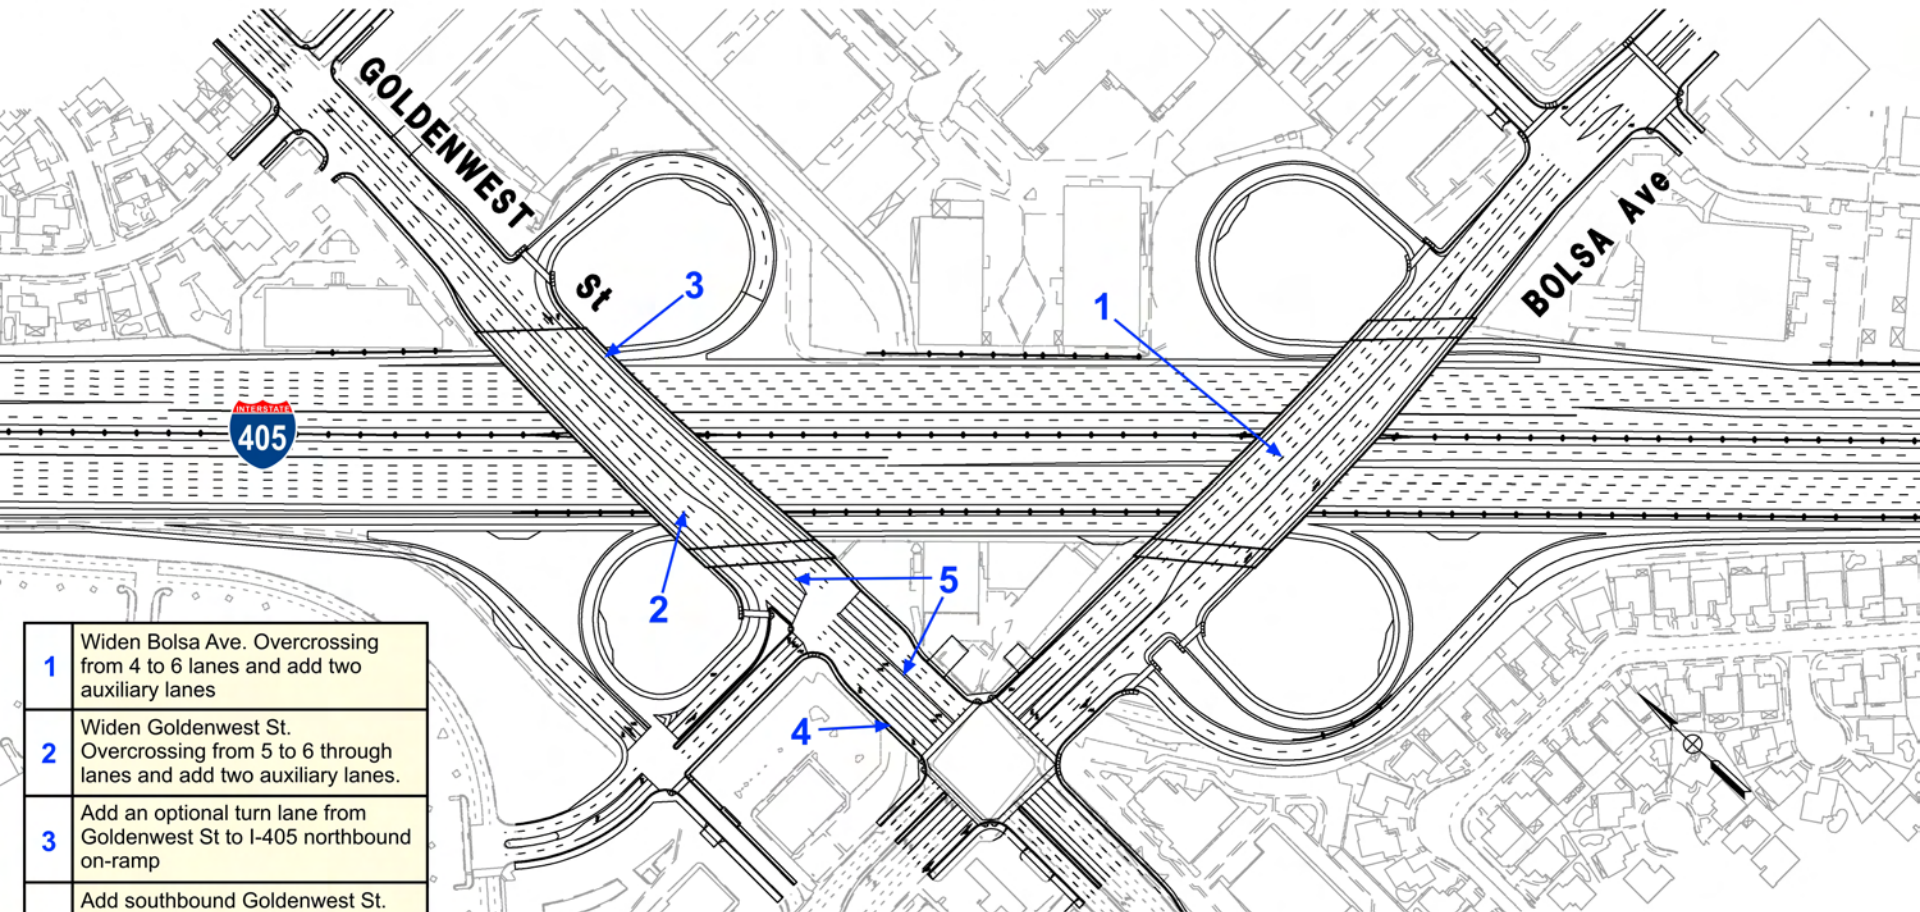 GOLDENWEST
St
BOLSA Ave
3
1
INTERSTATE
405
2
5
4
1
Widen Bolsa Ave. Overcrossing
from 4 to 6 lanes and add two
auxiliary lanes
2
Widen Goldenwest St.
Overcrossing from 5 to 6 through
lanes and add two auxiliary lanes.
3
Add an optional turn lane from
Goldenwest St to I-405 northbound
on-ramp
Add southbound Goldenwest St.